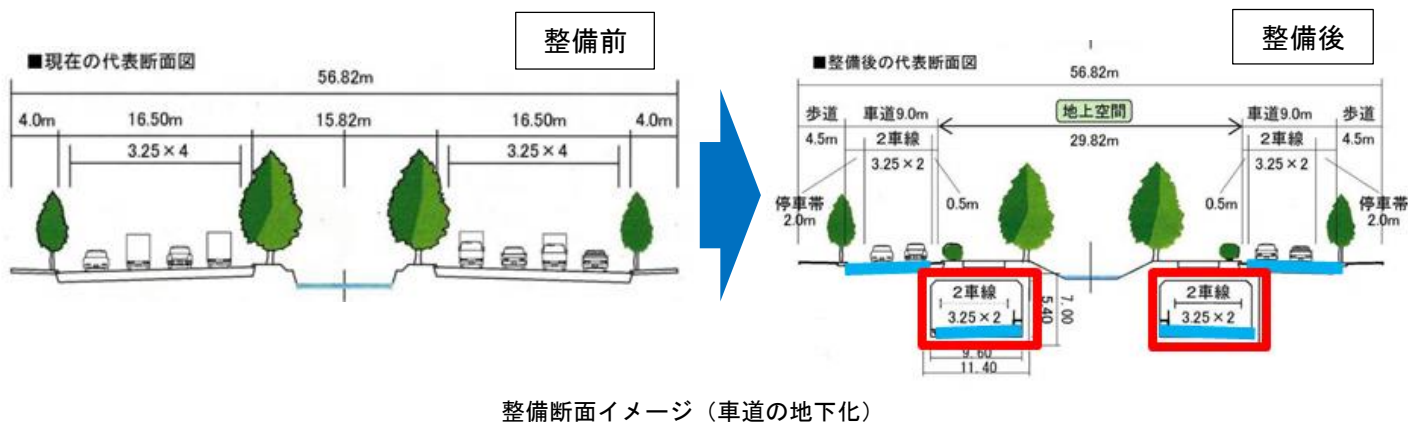 整備前
■現在の代表断面図
56.82m
4.0m 16.50m 15.82m 16.50m 4.0m
3.25×4 3.25×4
整備後
■整備後の代表断面図
56.82m
歩道 車道9.0m 地上空間 車道9.0m 歩道
4.5m 2車線 29.82m 2車線 4.5m
3.25×2 3.25×2
停車帯 0.5m 0.5m 停車帯
2.0m 2.0m
2車線 2車線
3.25×2 5.40 7.00 3.25×2
9.60
11.40
整備断面イメージ（車道の地下化）